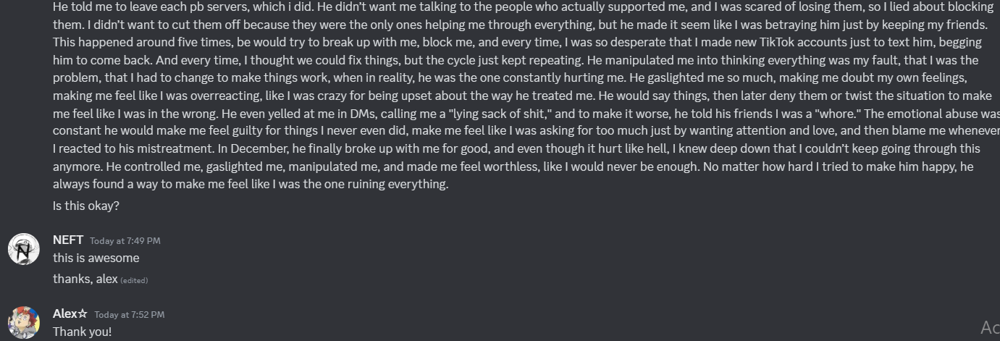 He told me to leave each pb servers, which i did. He didn't want me talking to the people who actually supported me, and I was scared of losing them, so I lied about blocking
them. I didn't want to cut them off because they were the only ones helping me through everything, but he made it seem like I was betraying him just by keeping my friends.
This happened around five times, be would try to break up with me, block me, and every time, I was so desperate that I made new TikTok accounts just to text him, begging
him to come back. And every time, I thought we could fix things, but the cycle just kept repeating. He manipulated me into thinking everything was my fault, that I was the
problem, that I had to change to make things work, when in reality, he was the one constantly hurting me. He gaslighted me so much, making me doubt my own feelings,
making me feel like I was overreacting, like I was crazy for being upset about the way he treated me. He would say things, then later deny them or twist the situation to make
me feel like I was in the wrong. He even yelled at me in DMs, calling me a "lying sack of shit," and to make it worse, he told his friends I was a "whore." The emotional abuse was
constant he would make me feel guilty for things I never even did, make me feel like I was asking for too much just by wanting attention and love, and then blame me whenever
I reacted to his mistreatment. In December, he finally broke up with me for good, and even though it hurt like hell, I knew deep down that I couldn't keep going through this
anymore. He controlled me, gaslighted me, manipulated me, and made me feel worthless, like I would never be enough. No matter how hard I tried to make him happy, he
always found a way to make me feel like I was the one ruining everything.
Is this okay?
NEFT Today at 7:49 PM
this is awesome
thanks, alex (edited)
Alex☆ Today at 7:52 PM
Thank you!